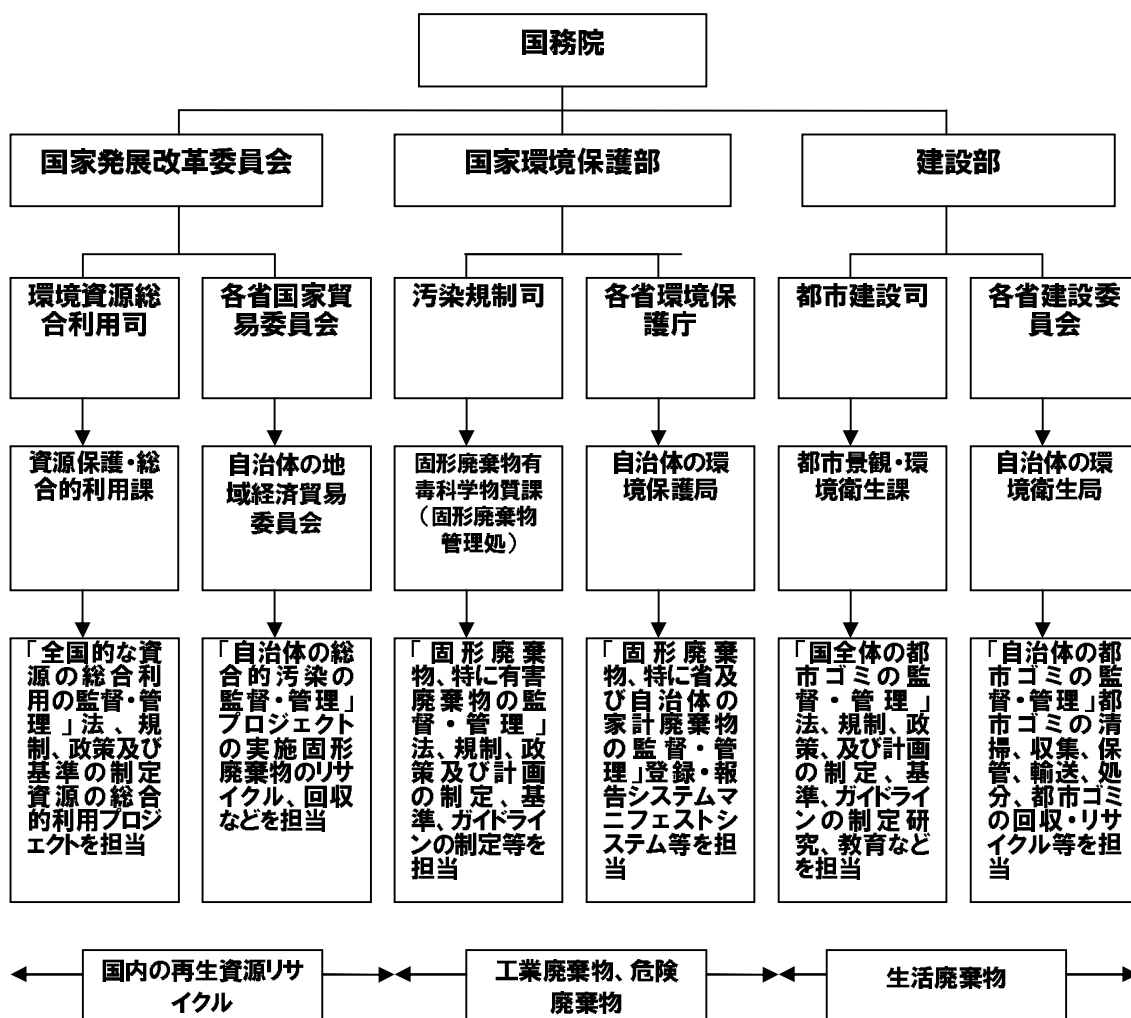 国務院
国家発展改革委員会
国家環境保護部
建設部
環境資源総
合利用司
各省国家貿
易委員会
汚染規制司
各省環境保
護庁
都市建設司
各省建設委
員会
資源保護・総
合的利用課
自治体の地
域経済貿易
委員会
固形廃棄物有
毒科学物質課
（固形廃棄物
管理処）
自治体の環
境保護局
都市景観・環
境衛生課
自治体の環
境衛生局
「全国的な資
源の総合利
用の監督・管
理」法、規
制、政策及び
基準の制定
資源の総合
的利用プロジ
ェクトを担当
「自治体の総
合的汚染の
監督・管理」
プロジェクト
の実施固形
廃棄物のリサ
イクル、回収
などを担当
「固形廃棄
物、特に有害
廃棄物の監
督・管理」
法、規制、政
策及び計画
の制定、基
準、ガイドライ
ンの制定等を
担当
「固形廃棄
物、特に省及
び自治体の
家計廃棄物
の監督・管
理」登録・報
告システムマ
ニフェストシ
ステム等を担
当
「国全体の都
市ゴミの監
督・管理」
法、規制、政
策、及び計画
の制定、基
準、ガイドライ
ンの制定研
究、教育など
を担当
「自治体の都
市ゴミの監
督・管理」都
市ゴミの清
掃、収集、保
管、輸送、処
分、都市ゴミ
の回収・リサ
イクル等を担
当
国内の再生資源リサ
イクル
工業廃棄物、危険
廃棄物
生活廃棄物